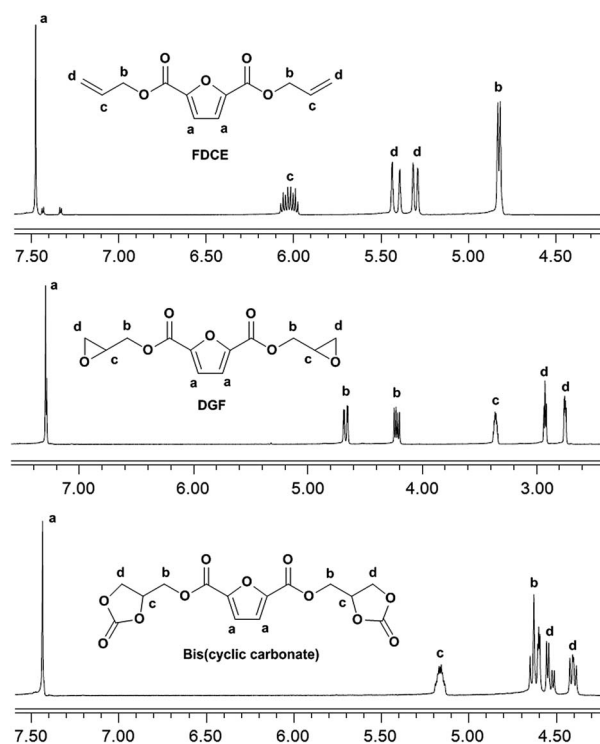 a
O O
d b O b d
O O
c c
a a
FDCE
c
d d
b
7.50 7.00 6.50 6.00 5.50 5.00 4.50
a
O O
d b O b d
O c O O c O
a a
DGF
b b
c
d d
7.00 6.00 5.00 4.00 3.00
a
O O
d b O b d
O c O O c O
O O
O a a O
Bis(cyclic carbonate)
c
b
d d
7.50 7.00 6.50 6.00 5.50 5.00 4.50